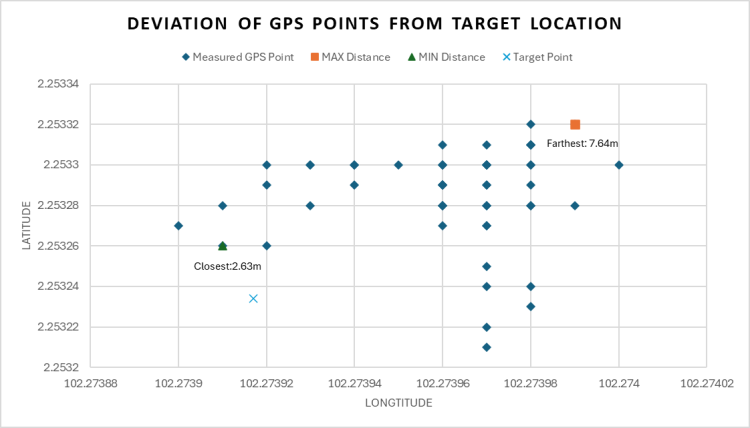 DEVIATION OF GPS POINTS FROM TARGET LOCATION
Measured GPS Point MAX Distance MIN Distance Target Point
2.25334
2.25332
2.2533
2.25328
2.25326
2.25324
2.25322
2.2532
LATITUDE
Farthest: 7.64m
Closest:2.63m
102.27388 102.2739 102.27392 102.27394 102.27396 102.27398 102.274 102.27402
LONGTITUDE